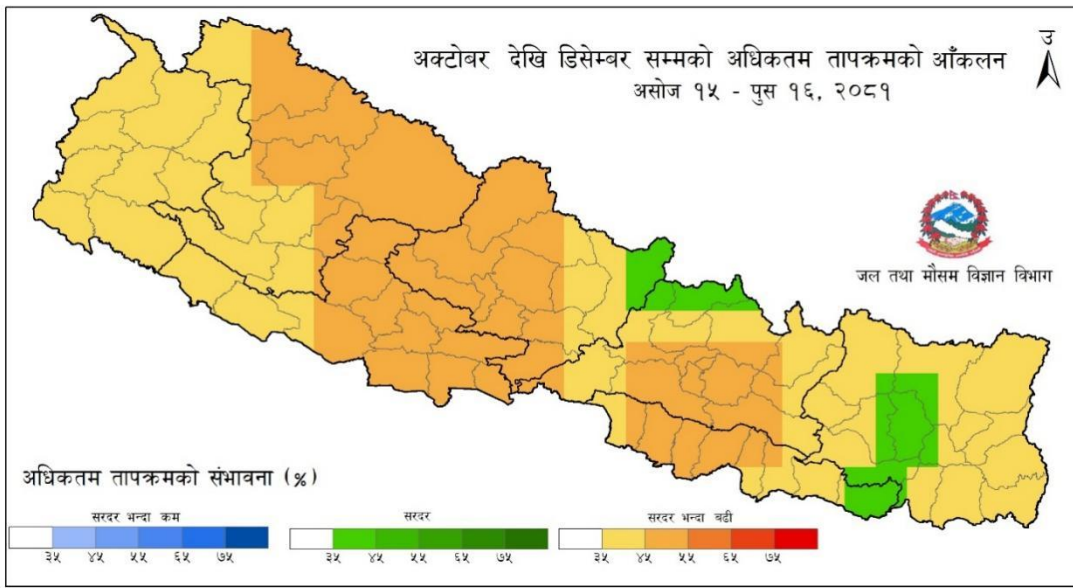 अक्टोबर देखि डिसेम्बर सम्मको अधिकतम तापक्रमको आँकलन
असोज १५ - पुस १६, २०८१
उ
जल तथा मौसम विज्ञान विभाग
अधिकतम तापक्रमको संभावना (%)
सरदर भन्दा कम
३५ ४५ ५५ ६५ ७५
सरदर
३५ ४५ ५५ ६५ ७५
सरदर भन्दा बढी
३५ ४५ ५५ ६५ ७५